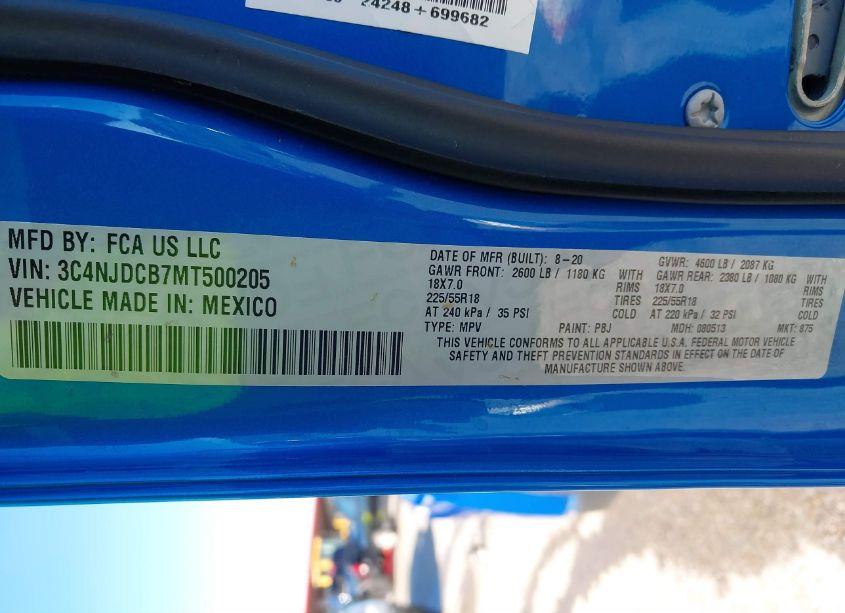 24248+699682
MFD BY: FCA US LLC
VIN: 3C4NJDCB7MT500205
VEHICLE MADE IN: MEXICO
DATE OF MFR (BUILT): 8-20 GVWR: 4600 LB / 2087 KG
GAWR FRONT: 2600 LB / 1180 KG WITH GAWR REAR: 2380 LB / 1080 KG WITH
18X7.0 RIMS 18X7.0 RIMS
225/55R18 TIRES 225/55R18 TIRES
AT 240 kPa / 35 PSI COLD AT 220 kPa / 32 PSI COLD
TYPE: MPV PAINT: PBJ MDH: 080513 MKT: 875
THIS VEHICLE CONFORMS TO ALL APPLICABLE U.S.A. FEDERAL MOTOR VEHICLE
SAFETY AND THEFT PREVENTION STANDARDS IN EFFECT ON THE DATE OF
MANUFACTURE SHOWN ABOVE.